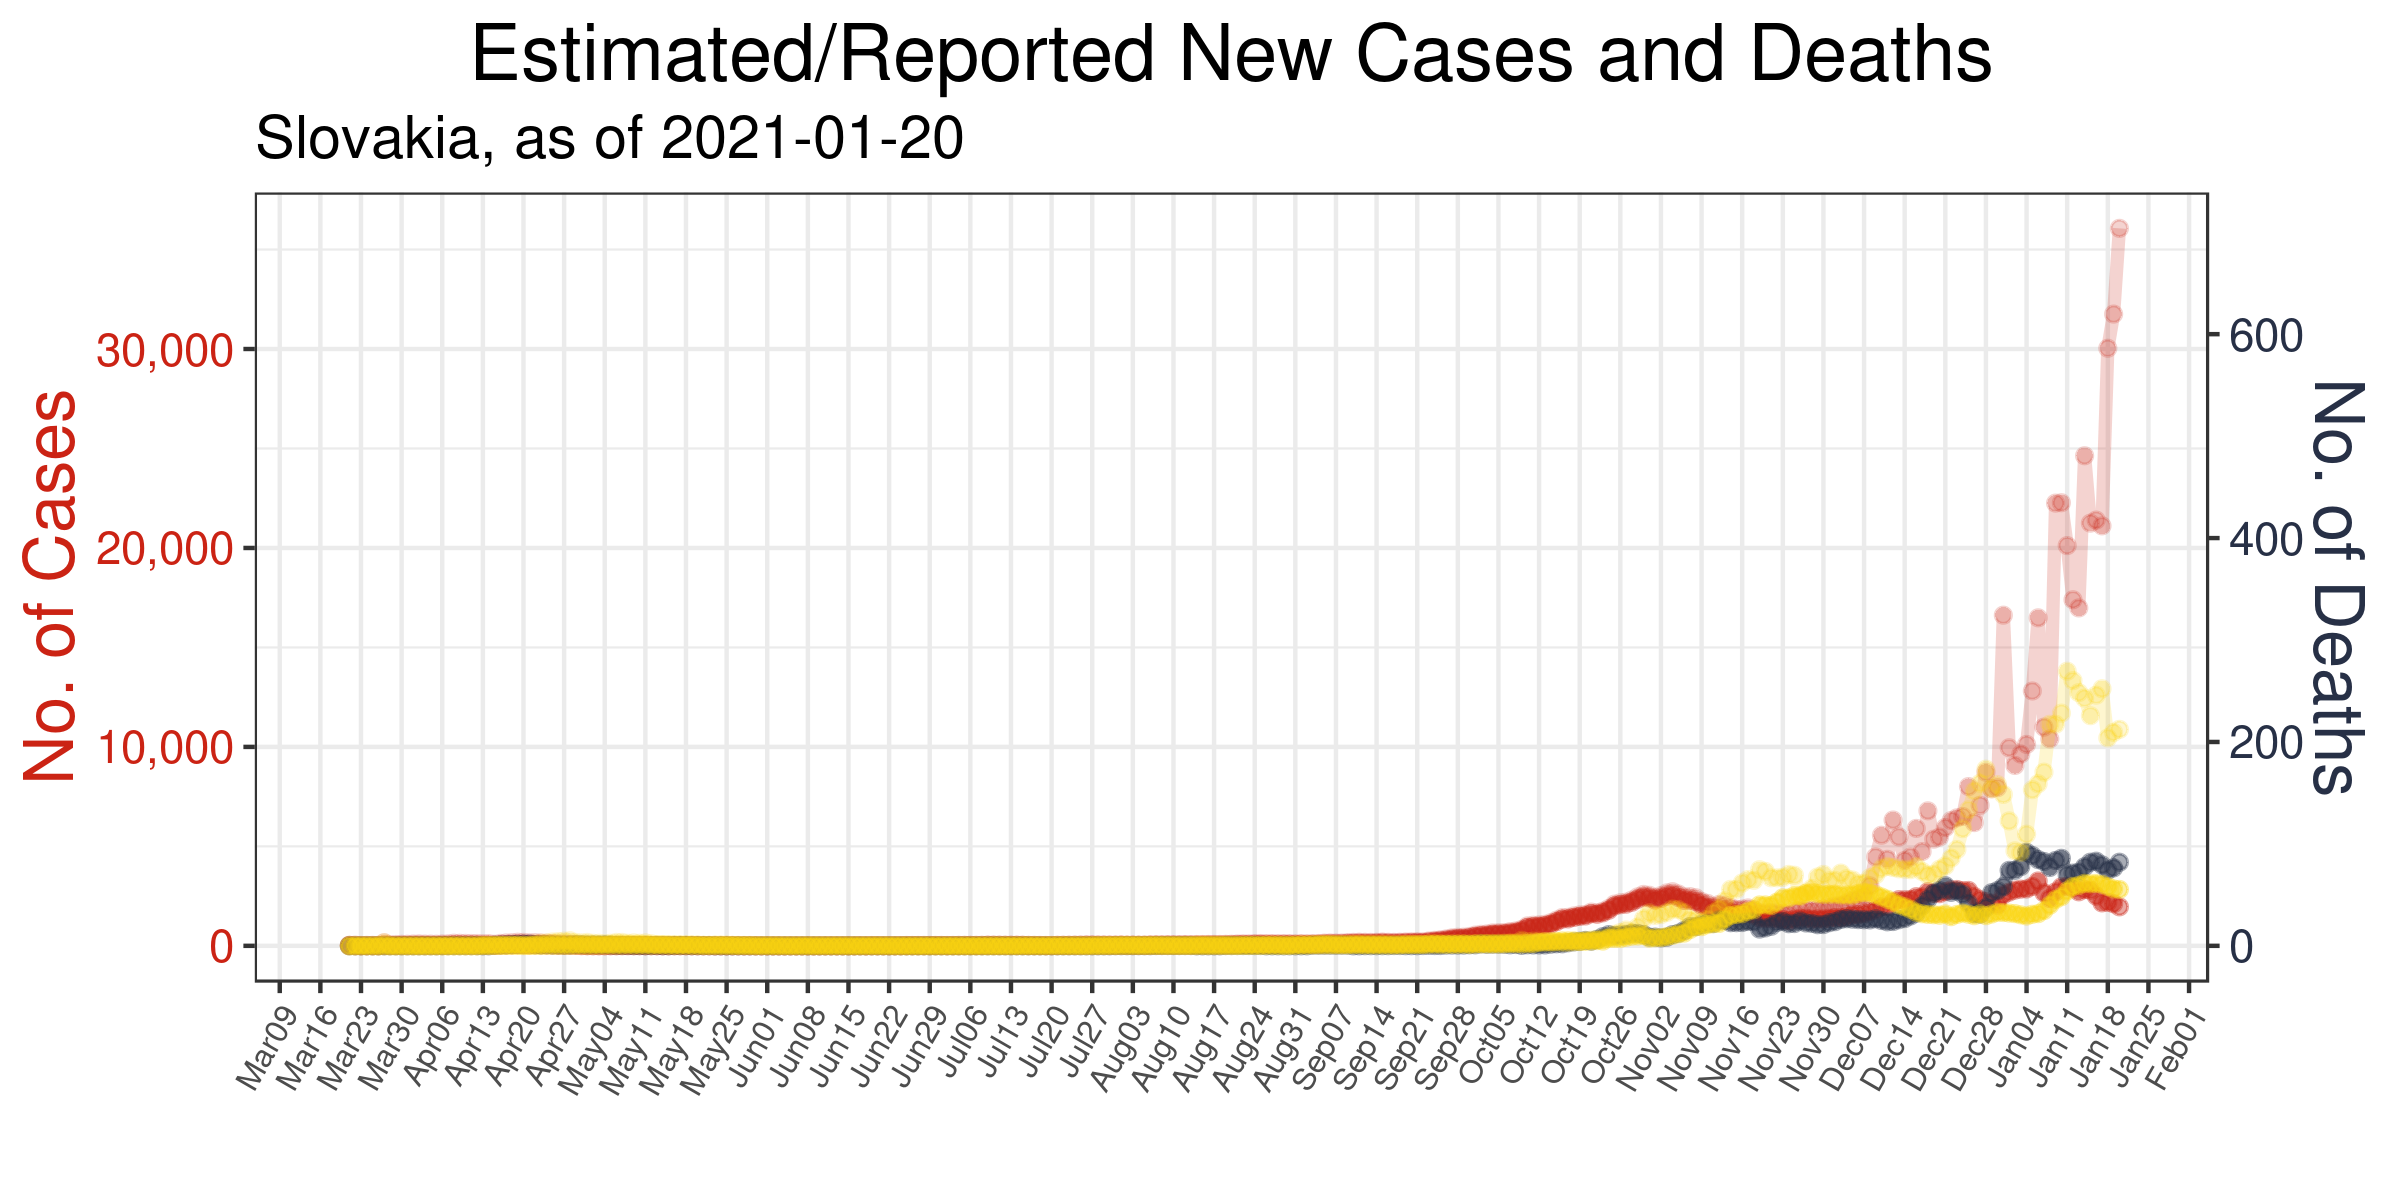 Estimated/Reported New Cases and Deaths
Slovakia, as of 2021-01-20
No. of Cases
30,000
20,000
10,000
0
600
400
200
0
No. of Deaths
Mar09
Mar16
Mar23
Mar30
Apr06
Apr13
Apr20
Apr27
May04
May11
May18
May25
Jun01
Jun08
Jun15
Jun22
Jun29
Jul06
Jul13
Jul20
Jul27
Aug03
Aug10
Aug17
Aug24
Aug31
Sep07
Sep14
Sep21
Sep28
Oct05
Oct12
Oct19
Oct26
Nov02
Nov09
Nov16
Nov23
Nov30
Dec07
Dec14
Dec21
Dec28
Jan04
Jan11
Jan18
Jan25
Feb01